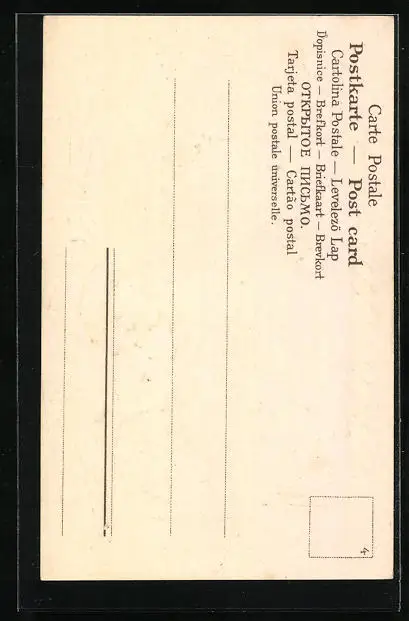 Carte Postale
Postkarte — Post card
Cartolina Postale — Levelező Lap
Dopisnice — Brefkort — Briefkaart — Brevkort
ОТКРЫТОЕ ПИСЬМО.
Tarjeta postal — Cartão postal
Union postale universelle.
4